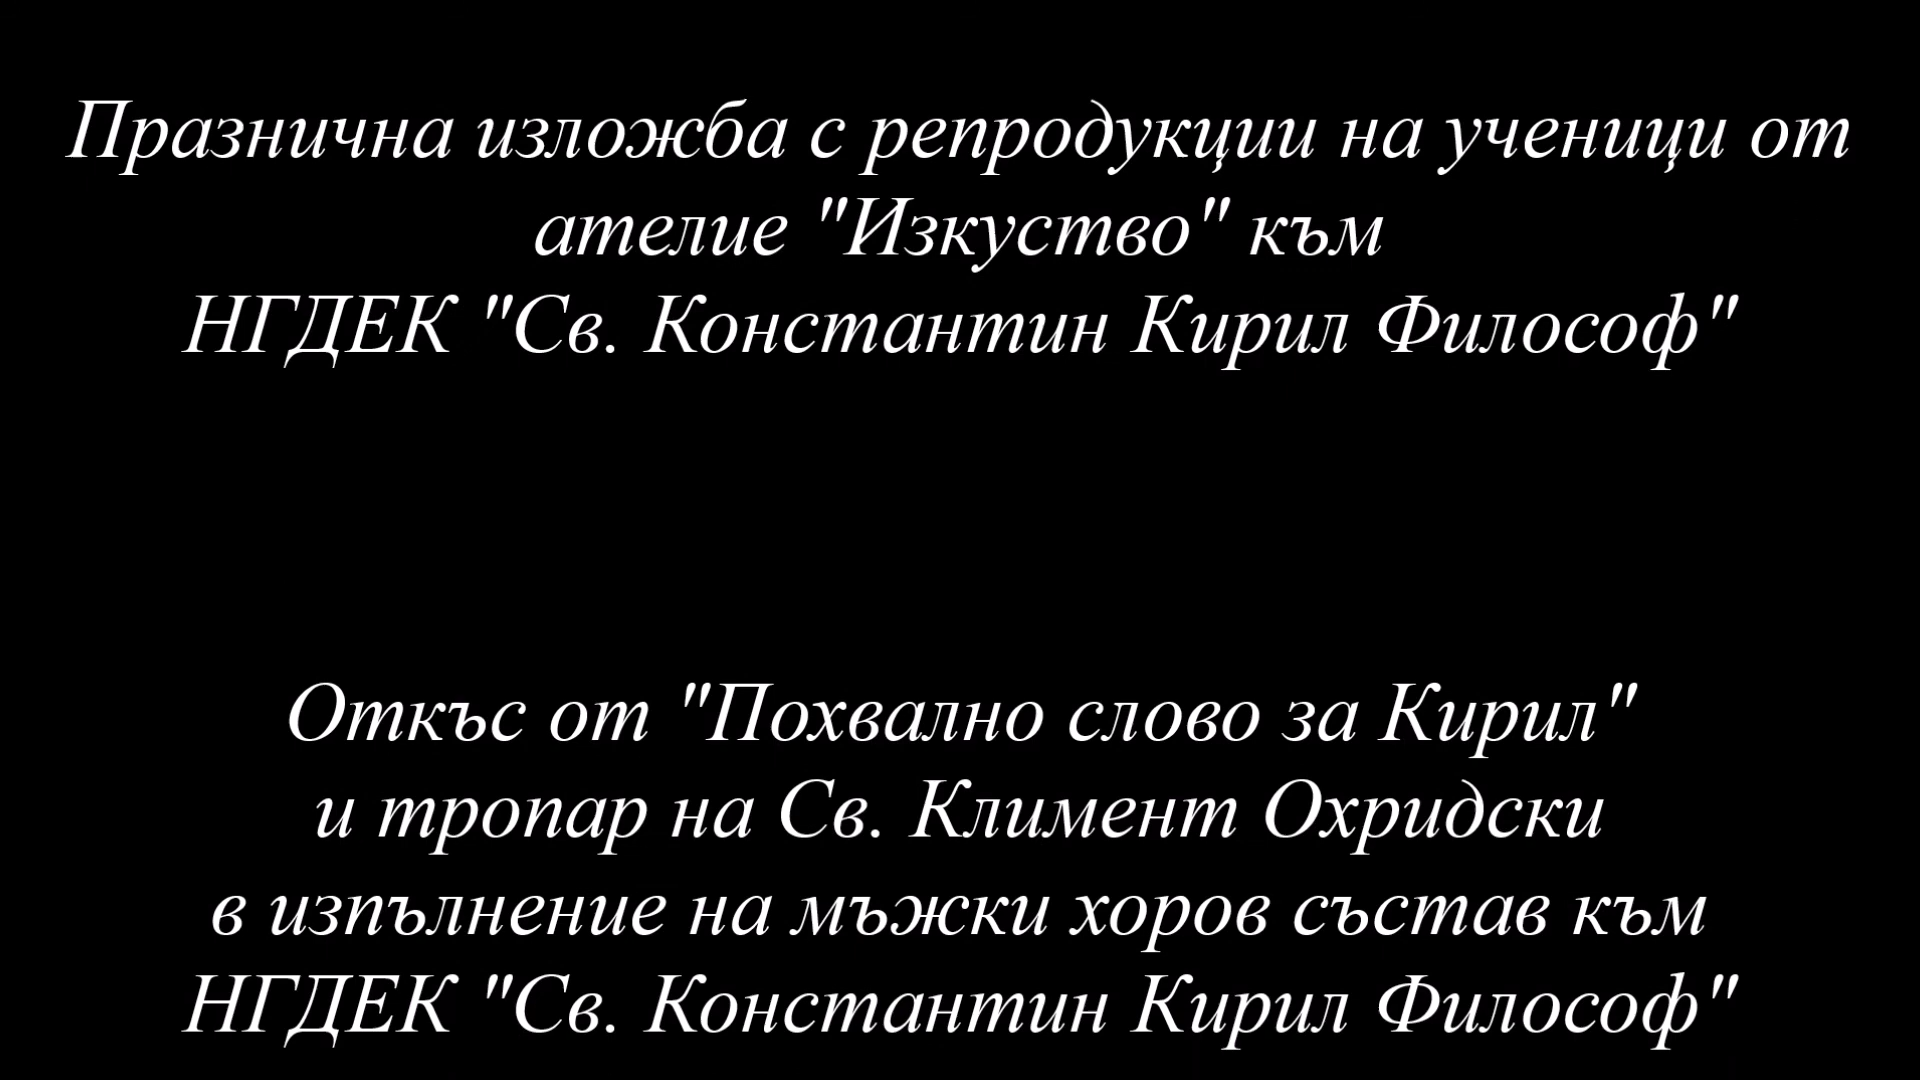 Празнична изложба с репродукции на ученици от
ателие "Изкуство" към
НГДЕК "Св. Константин Кирил Философ"
Откъс от "Похвално слово за Кирил"
и тропар на Св. Климент Охридски
в изпълнение на мъжки хоров състав към
НГДЕК "Св. Константин Кирил Философ"